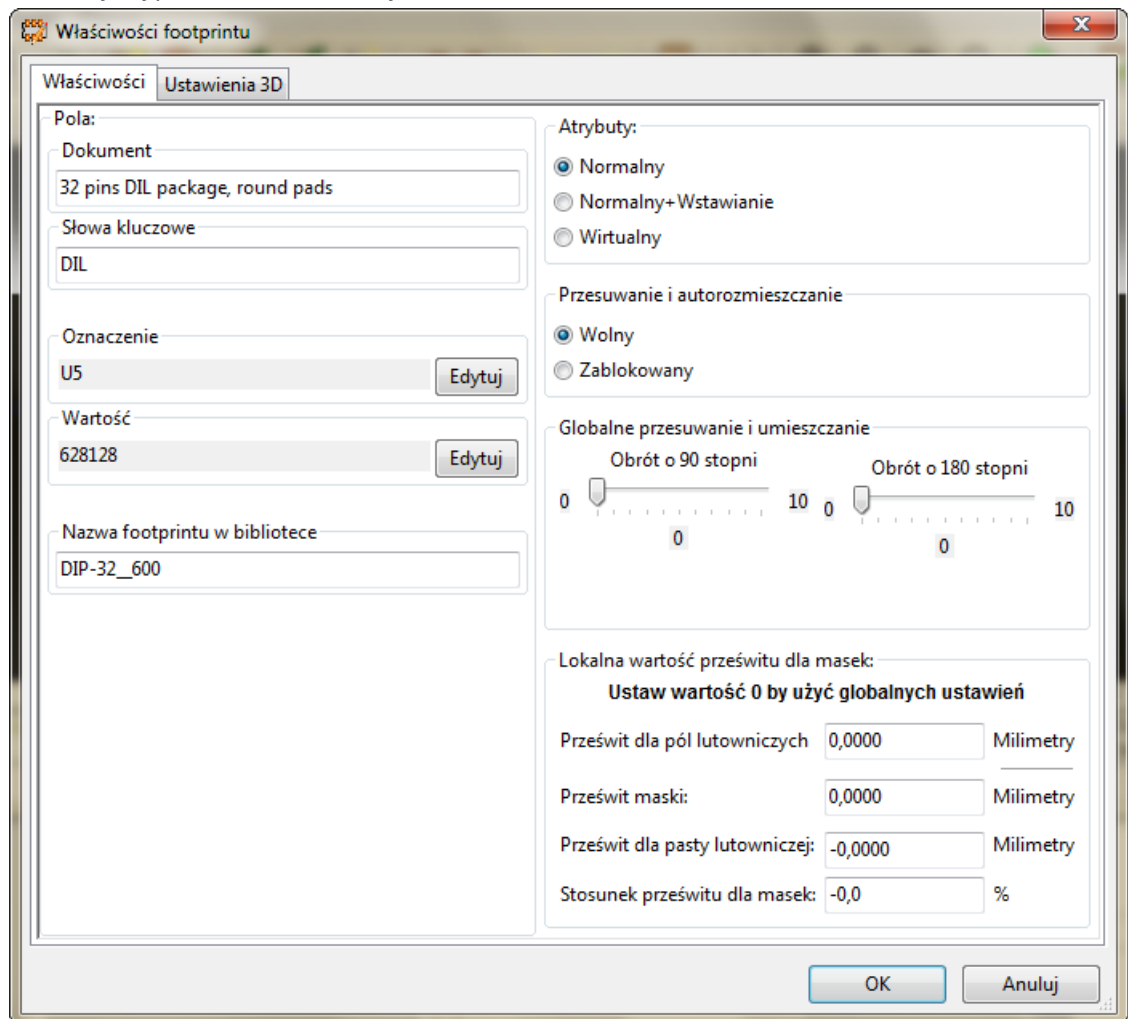 Właściwości footprintu
Właściwości
Ustawienia 3D
Pola:
Dokument
32 pins DIL package, round pads
Słowa kluczowe
DIL
Oznaczenie
U5
Edytuj
Wartość
628128
Edytuj
Nazwa footprintu w bibliotece
DIP-32__600
Atrybuty:
Normalny
Normalny+Wstawianie
Wirtualny
Przesuwanie i autorozmieszczanie
Wolny
Zablokowany
Globalne przesuwanie i umieszczanie
Obrót o 90 stopni
0
10
0
Obrót o 180 stopni
0
10
0
Lokalna wartość prześwitu dla masek:
Ustaw wartość 0 by użyć globalnych ustawień
Prześwit dla pól lutowniczych 0,0000 Milimetry
Prześwit maski: 0,0000 Milimetry
Prześwit dla pasty lutowniczej: -0,0000 Milimetry
Stosunek prześwitu dla masek: -0,0 %
OK
Anuluj